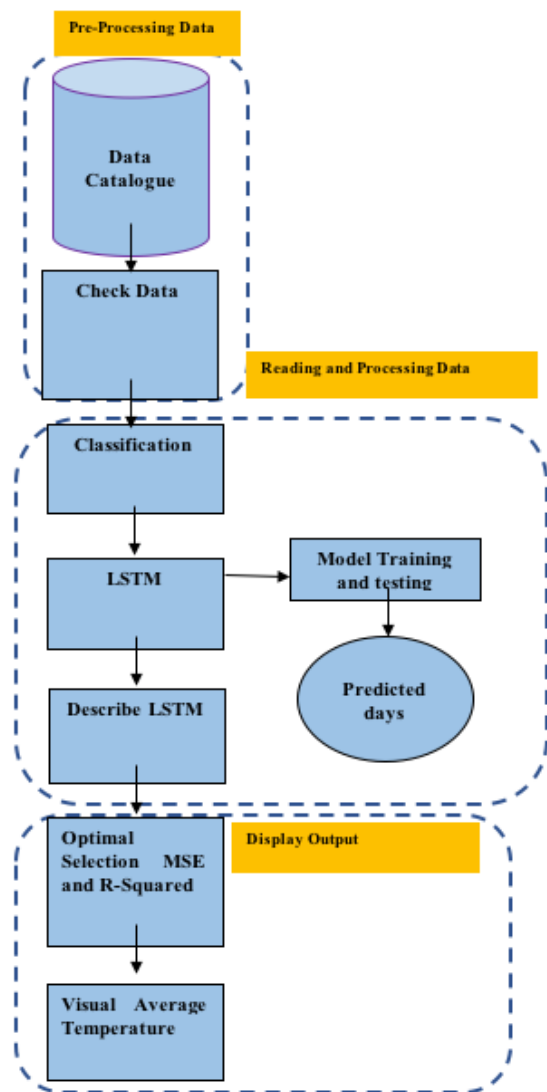 Pre-Processing Data
Data
Catalogue
Check Data
Reading and Processing Data
Classification
LSTM
Model Training
and testing
Predicted
days
Describe LSTM
Optimal
Selection MSE
and R-Squared
Display Output
Visual Average
Temperature